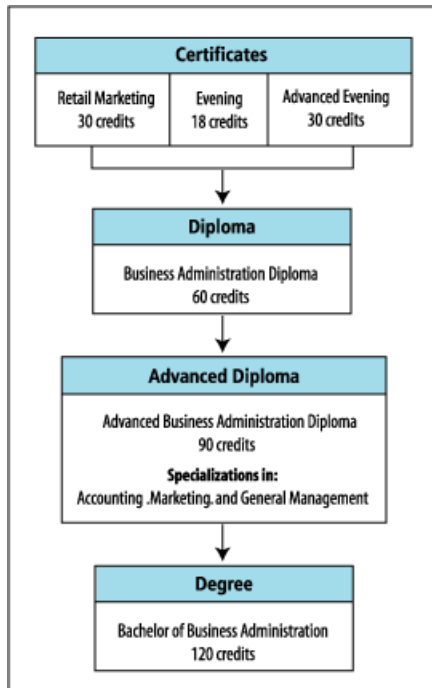 Certificates
Retail Marketing
30 credits
Evening
18 credits
Advanced Evening
30 credits
Diploma
Business Administration Diploma
60 credits
Advanced Diploma
Advanced Business Administration Diploma
90 credits
Specializations in:
Accounting .Marketing. and General Management
Degree
Bachelor of Business Administration
120 credits